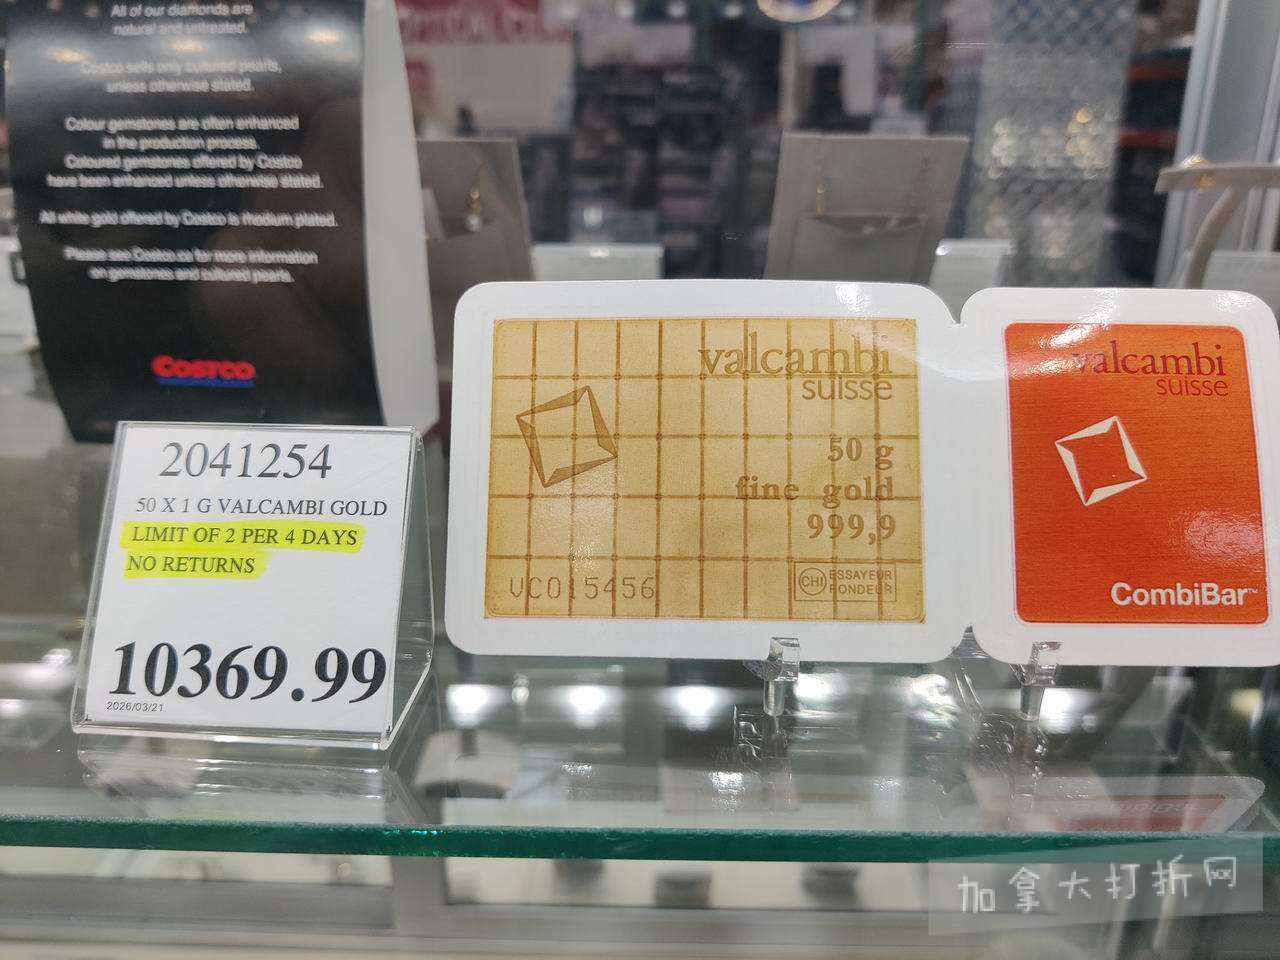 All of our diamonds are
natural and untreated.
Costco sells only cultured pearls,
unless otherwise stated.
Colour gemstones are often enhanced
in the production process.
Coloured gemstones offered by Costco
have been enhanced unless otherwise stated.
All white gold offered by Costco is rhodium plated.
Please see Costco.ca for more information
on gemstones and cultured pearls.
COSTCO
2041254
50 X 1 G VALCAMBI GOLD
LIMIT OF 2 PER 4 DAYS
NO RETURNS
10369.99
2026/03/21
valcambi
suisse
50 g
fine gold
999,9
VC015456
CHI
ESSAYEUR
FONDEUR
valcambi
suisse
CombiBar™
加拿大打折网